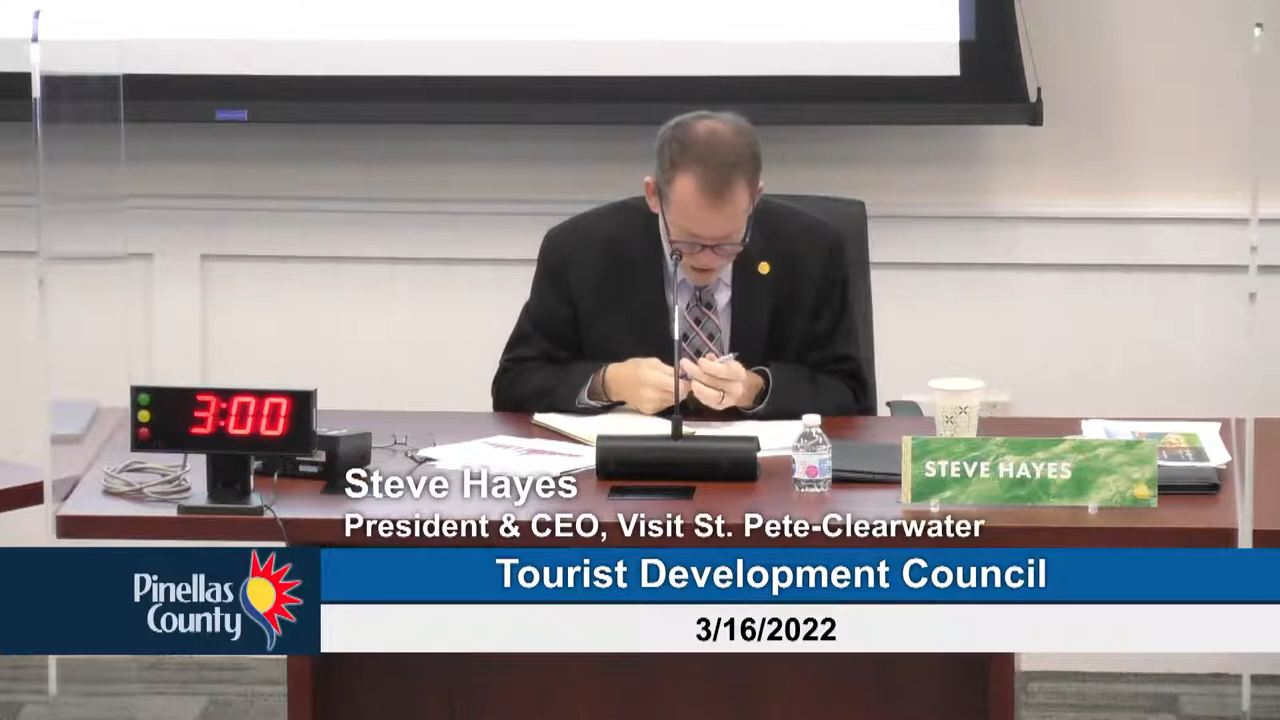 3:00
STEVE HAYES
Steve Hayes
President & CEO, Visit St. Pete-Clearwater
Pinellas
County
Tourist Development Council
3/16/2022